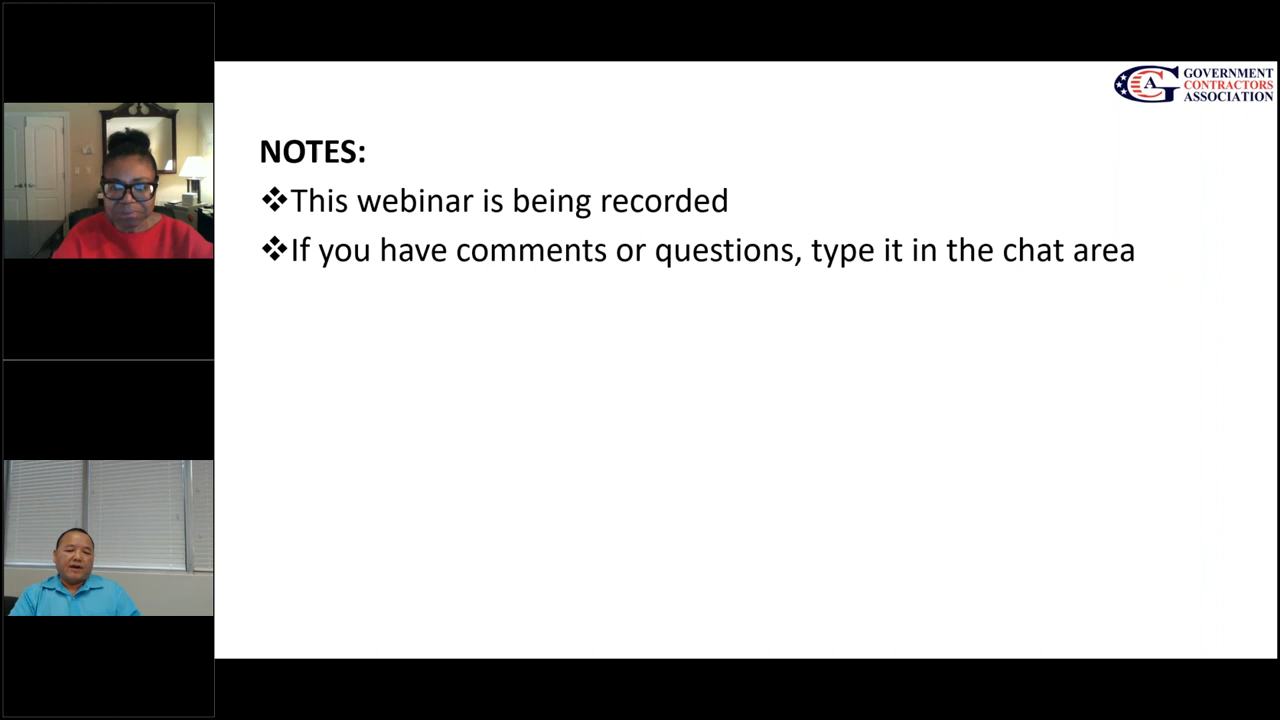 GOVERNMENT
CONTRACTORS
ASSOCIATION
GCA
NOTES:
❖This webinar is being recorded
❖If you have comments or questions, type it in the chat area